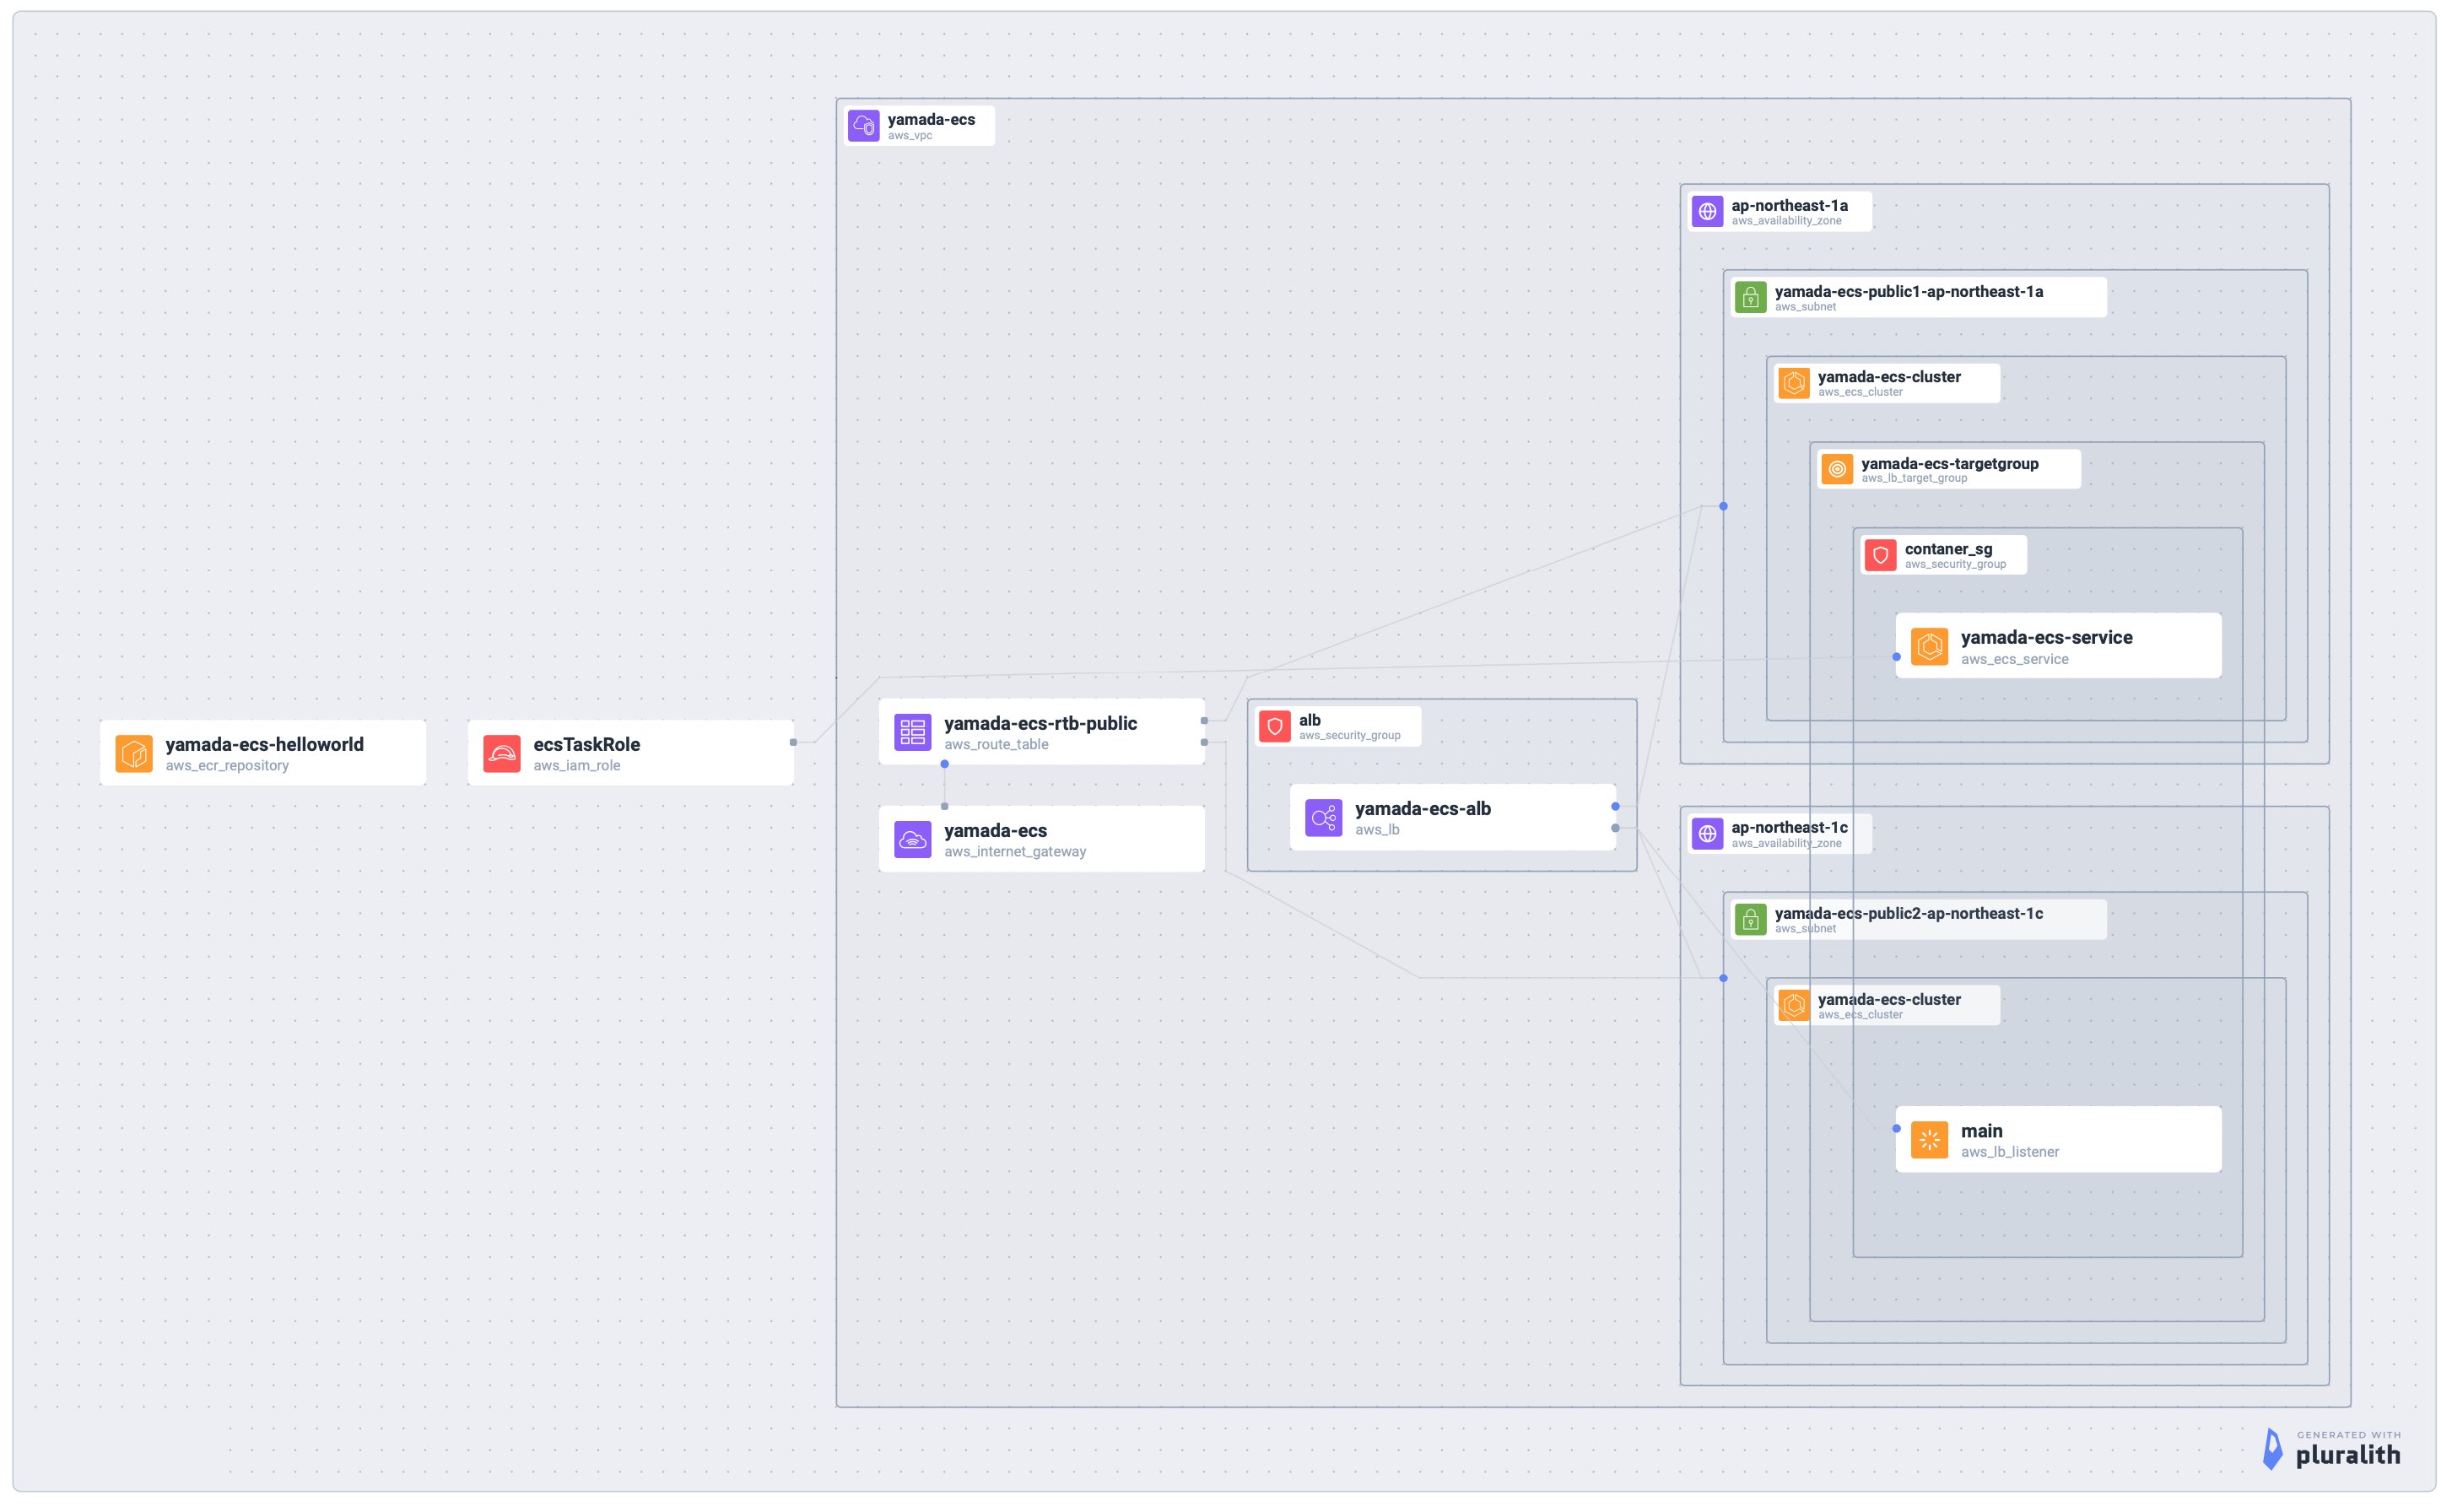 yamada-ecs
aws_vpc
ap-northeast-1a
aws_availability_zone
yamada-ecs-public1-ap-northeast-1a
aws_subnet
yamada-ecs-cluster
aws_ecs_cluster
yamada-ecs-targetgroup
aws_lb_target_group
contaner_sg
aws_security_group
yamada-ecs-service
aws_ecs_service
yamada-ecs-helloworld
aws_ecr_repository
ecsTaskRole
aws_iam_role
yamada-ecs-rtb-public
aws_route_table
yamada-ecs
aws_internet_gateway
alb
aws_security_group
yamada-ecs-alb
aws_lb
ap-northeast-1c
aws_availability_zone
yamada-ecs-public2-ap-northeast-1c
aws_subnet
yamada-ecs-cluster
aws_ecs_cluster
main
aws_lb_listener
GENERATED WITH
pluralith